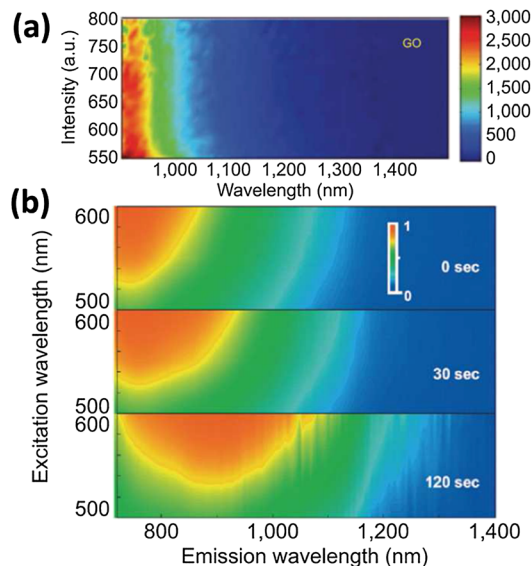 (a)
800
750
700
650
600
550
Intensity (a.u.)
GO
3,000
2,500
2,000
1,500
1,000
500
0
1,000 1,100 1,200 1,300 1,400
Wavelength (nm)
(b)
Excitation wavelength (nm)
600
500
1
0
0 sec
600
500
30 sec
600
500
120 sec
800 1,000 1,200 1,400
Emission wavelength (nm)